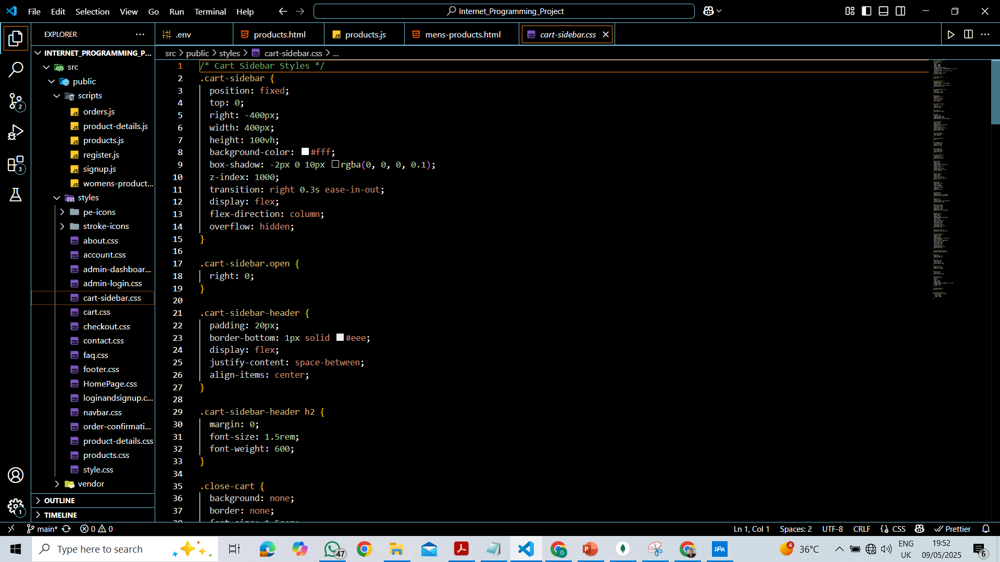 File Edit Selection View Go Run Terminal Help
Internet_Programming_Project
EXPLORER
.env
products.html
products.js
mens-products.html
cart-sidebar.css
INTERNET_PROGRAMMING_P...
src > public > styles > cart-sidebar.css > ...
src
public
scripts
orders.js
product-details.js
products.js
register.js
signup.js
womens-product...
styles
pe-icons
stroke-icons
about.css
account.css
admin-dashboar...
admin-login.css
cart-sidebar.css
cart.css
checkout.css
contact.css
faq.css
footer.css
HomePage.css
loginandsignup.c...
navbar.css
order-confirmati...
product-details.css
products.css
style.css
vendor
OUTLINE
TIMELINE
2
3
1
1 /* Cart Sidebar Styles */
2 .cart-sidebar {
3 position: fixed;
4 top: 0;
5 right: -400px;
6 width: 400px;
7 height: 100vh;
8 background-color: #fff;
9 box-shadow: -2px 0 10px rgba(0, 0, 0, 0.1);
10 z-index: 1000;
11 transition: right 0.3s ease-in-out;
12 display: flex;
13 flex-direction: column;
14 overflow: hidden;
15 }
16
17 .cart-sidebar.open {
18 right: 0;
19 }
20
21 .cart-sidebar-header {
22 padding: 20px;
23 border-bottom: 1px solid #eee;
24 display: flex;
25 justify-content: space-between;
26 align-items: center;
27 }
28
29 .cart-sidebar-header h2 {
30 margin: 0;
31 font-size: 1.5rem;
32 font-weight: 600;
33 }
34
35 .close-cart {
36 background: none;
37 border: none;
main* 0 0
Ln 1, Col 1 Spaces: 2 UTF-8 CRLF {} CSS Prettier
Type here to search
47
4
36°C
ENG
UK
19:52
09/05/2025
6